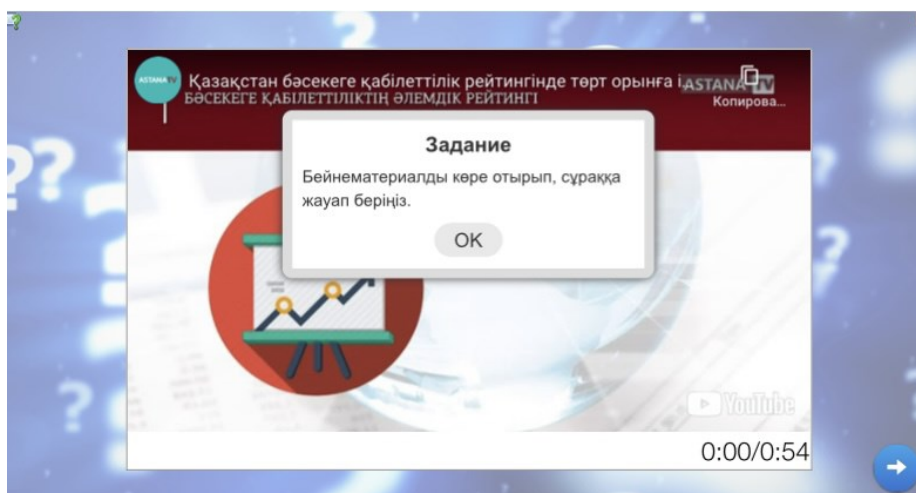 ASTANA TV
Қазақстан бәсекеге қабілеттілік рейтингінде төрт орынға і
ASTANA TV
БӘСЕКЕГЕ ҚАБІЛЕТТІЛІКТІҢ ӘЛЕМДІК РЕЙТИНГІ
Копирова...
Задание
Бейнематериалды көре отырып, сұраққа
жауап беріңіз.
OK
YouTube
0:00/0:54